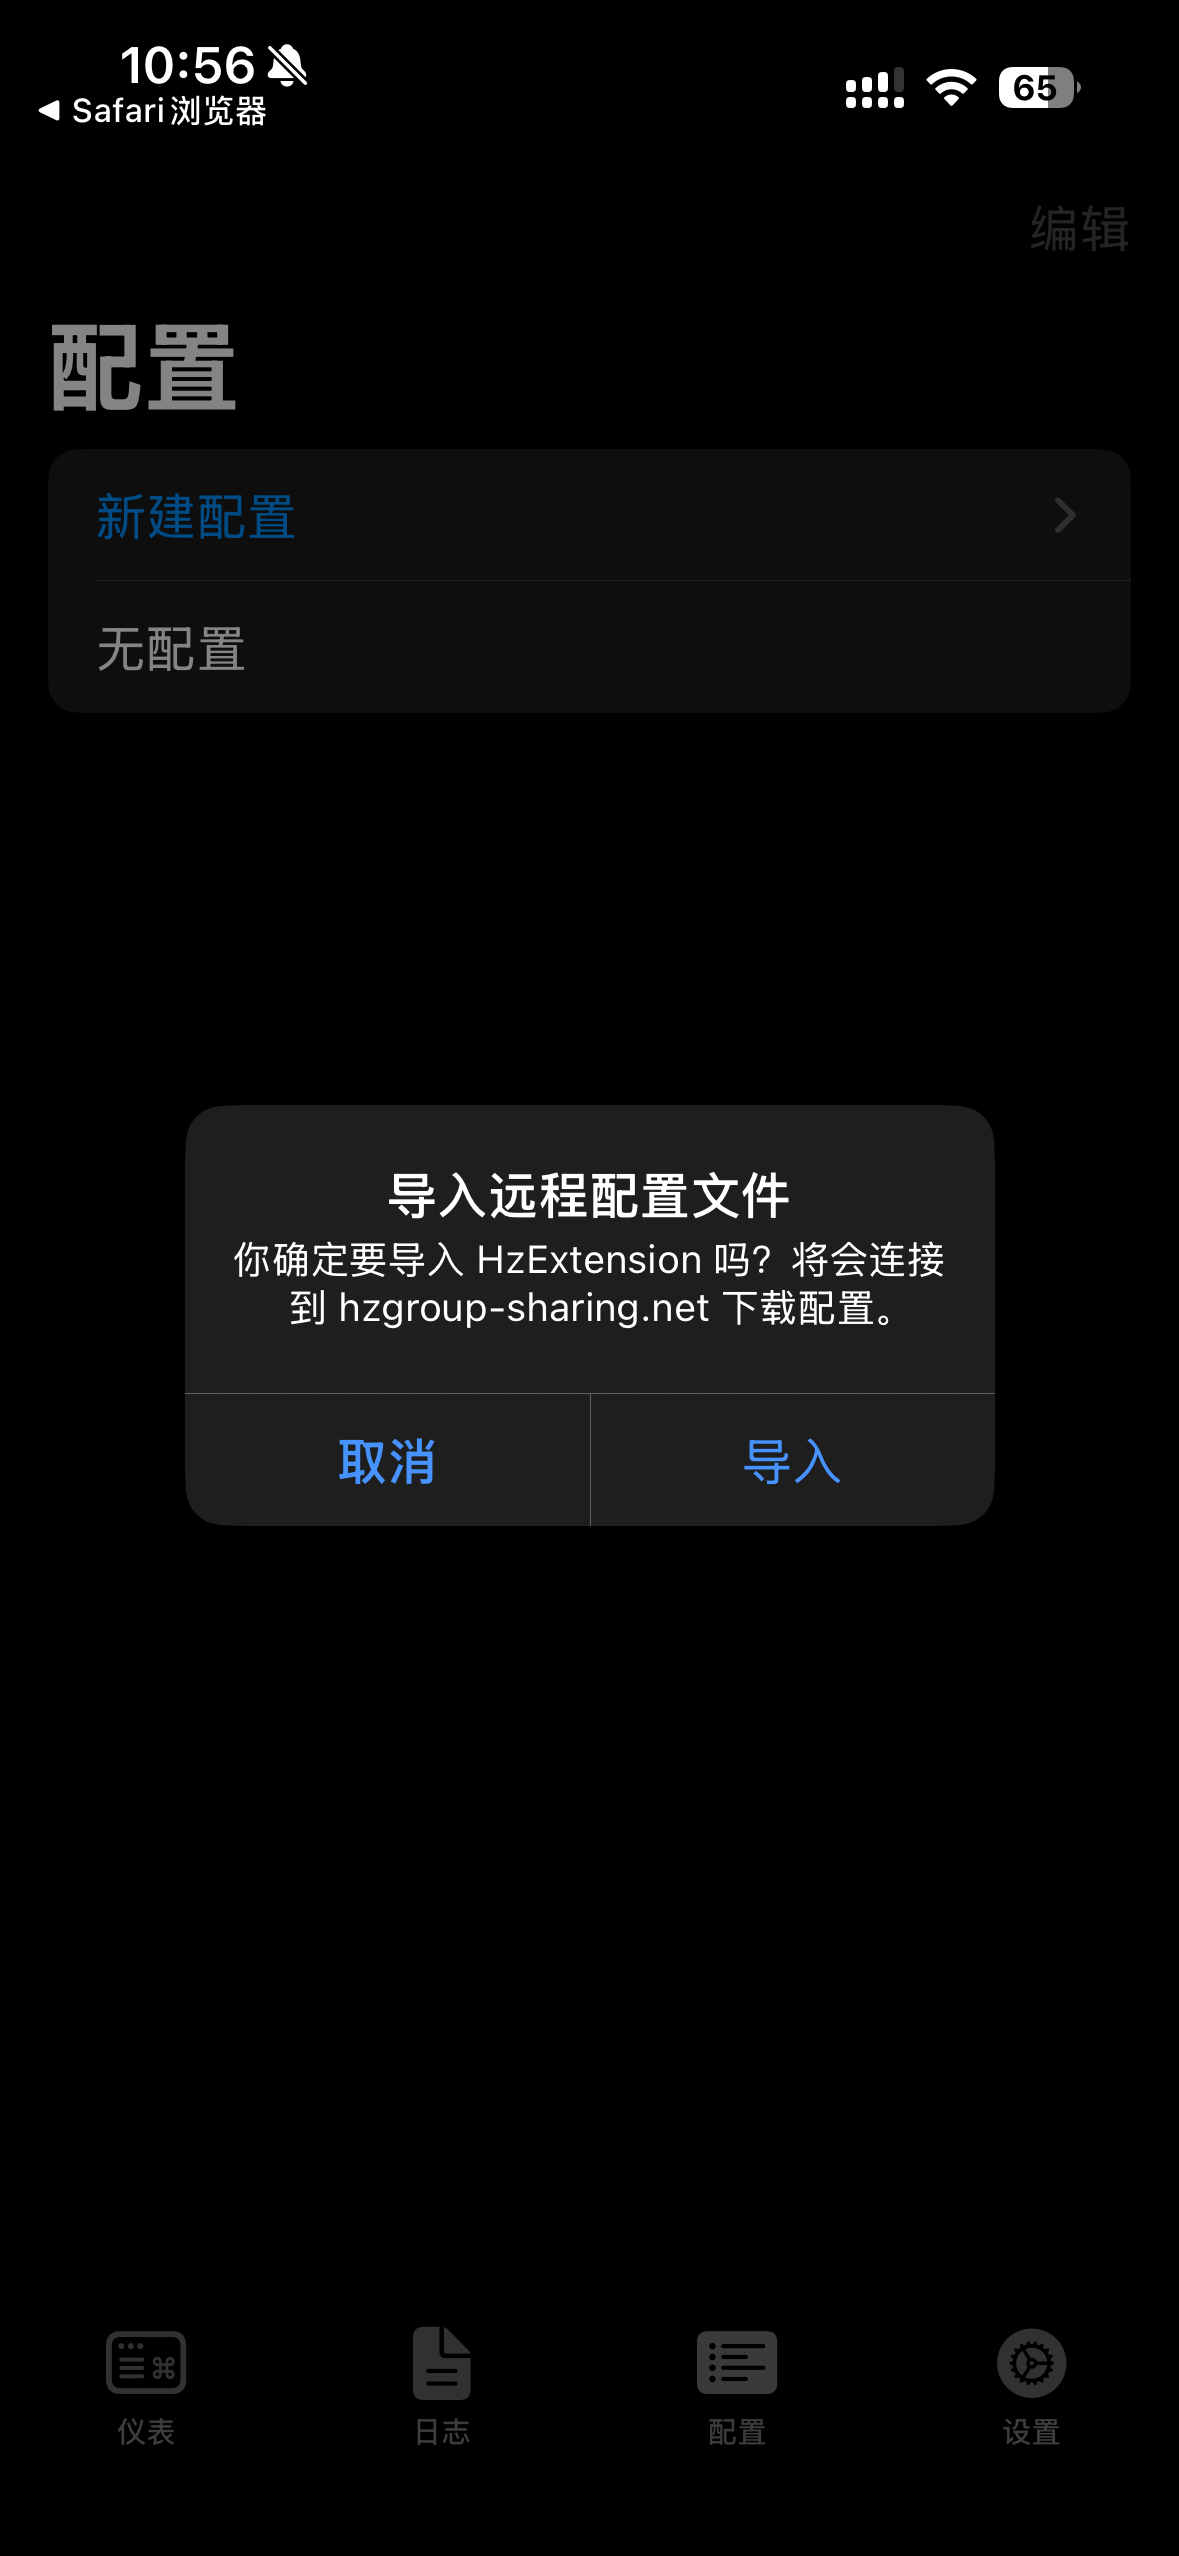 10:56
65
Safari浏览器
编辑
配置
新建配置
无配置
导入远程配置文件
你确定要导入 HzExtension 吗？将会连接
到 hzgroup-sharing.net 下载配置。
取消
导入
仪表
日志
配置
设置